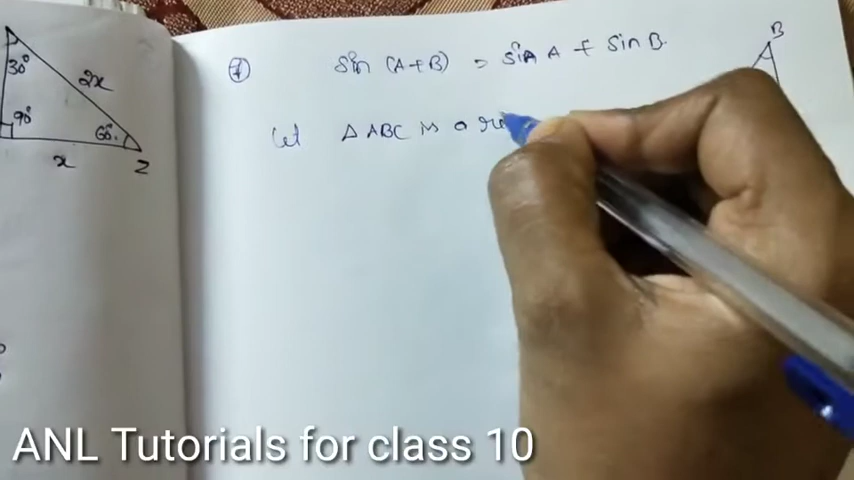 30°
2x
90°
60°
x
Z
⑦ Sin (A+B) = Sin A + Sin B.
B
Let Δ ABC is a
ANL Tutorials for class 10